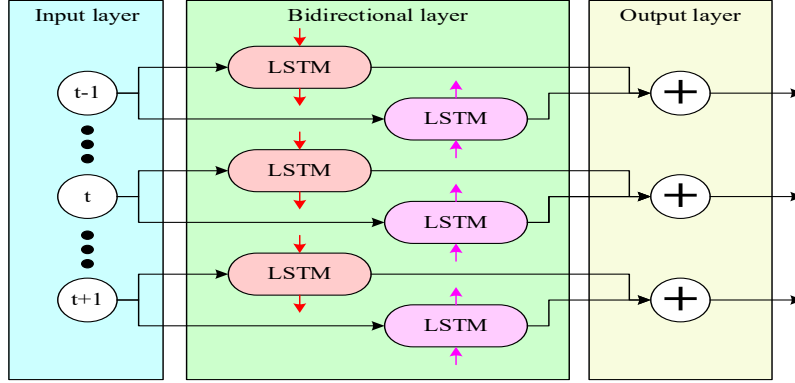 Input layer
Bidirectional layer
Output layer
LSTM
t-1
+
LSTM
LSTM
t
+
LSTM
LSTM
t+1
+
LSTM